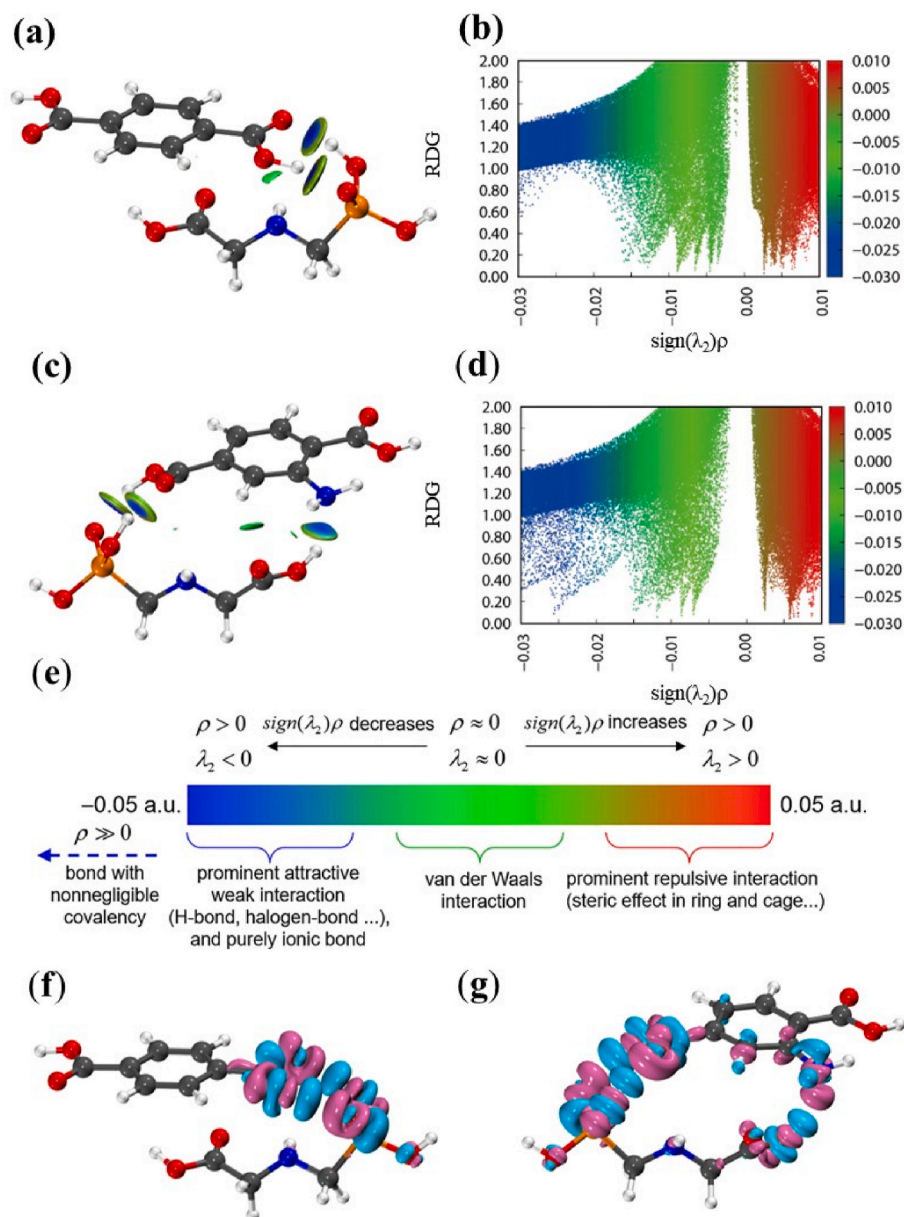 (a)
(b)
RDG
2.00
1.80
1.60
1.40
1.20
1.00
0.80
0.60
0.40
0.20
0.00
-0.03
-0.02
-0.01
0.00
0.01
sign(λ₂)ρ
0.010
0.005
0.000
-0.005
-0.010
-0.015
-0.020
-0.025
-0.030
(c)
(d)
RDG
2.00
1.80
1.60
1.40
1.20
1.00
0.80
0.60
0.40
0.20
0.00
-0.03
-0.02
-0.01
0.00
0.01
sign(λ₂)ρ
0.010
0.005
0.000
-0.005
-0.010
-0.015
-0.020
-0.025
-0.030
(e)
ρ > 0 sign(λ₂)ρ decreases ρ ≈ 0 sign(λ₂)ρ increases ρ > 0
λ₂ < 0 λ₂ ≈ 0 λ₂ > 0
−0.05 a.u. 0.05 a.u.
ρ ≫ 0
bond with
nonnegligible
covalency
prominent attractive
weak interaction
(H-bond, halogen-bond ...),
and purely ionic bond
van der Waals
interaction
prominent repulsive interaction
(steric effect in ring and cage...)
(f)
(g)